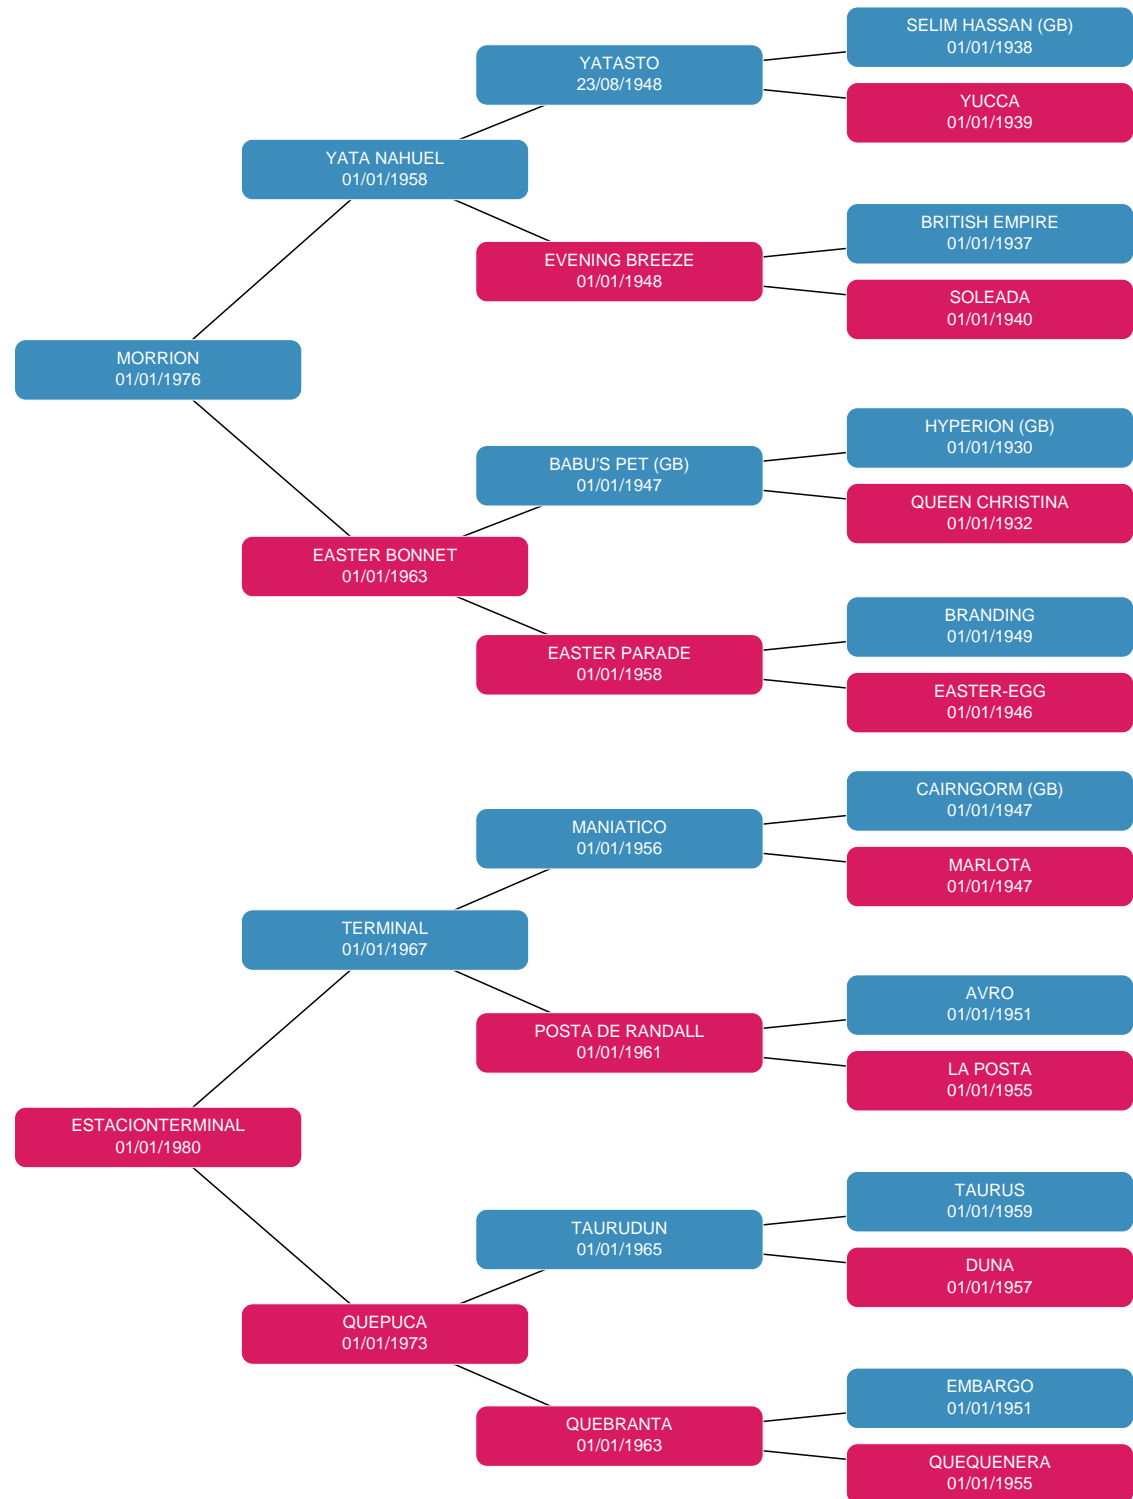 SELIM HASSAN (GB)
01/01/1938
YATASTO
23/08/1948
YUCCA
01/01/1939
YATA NAHUEL
01/01/1958
BRITISH EMPIRE
01/01/1937
EVENING BREEZE
01/01/1948
SOLEADA
01/01/1940
MORRION
01/01/1976
HYPERION (GB)
01/01/1930
BABU'S PET (GB)
01/01/1947
QUEEN CHRISTINA
01/01/1932
EASTER BONNET
01/01/1963
BRANDING
01/01/1949
EASTER PARADE
01/01/1958
EASTER-EGG
01/01/1946
CAIRNGORM (GB)
01/01/1947
MANIATICO
01/01/1956
MARLOTA
01/01/1947
TERMINAL
01/01/1967
AVRO
01/01/1951
POSTA DE RANDALL
01/01/1961
LA POSTA
01/01/1955
ESTACIONTERMINAL
01/01/1980
TAURUS
01/01/1959
TAURUDUN
01/01/1965
DUNA
01/01/1957
QUEPUCA
01/01/1973
EMBARGO
01/01/1951
QUEBRANTA
01/01/1963
QUEQUENERA
01/01/1955